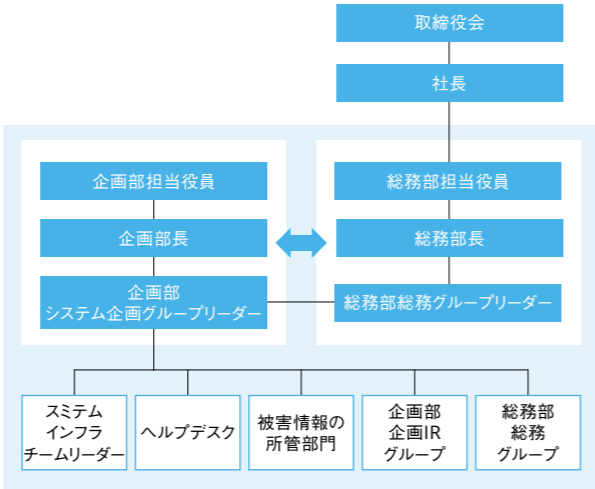 取締役会
社長
企画部担当役員
総務部担当役員
企画部長
総務部長
企画部
システム企画グループリーダー
総務部総務グループリーダー
スミテム
インフラ
チームリーダー
ヘルプデスク
被害情報の
所管部門
企画部
企画IR
グループ
総務部
総務
グループ